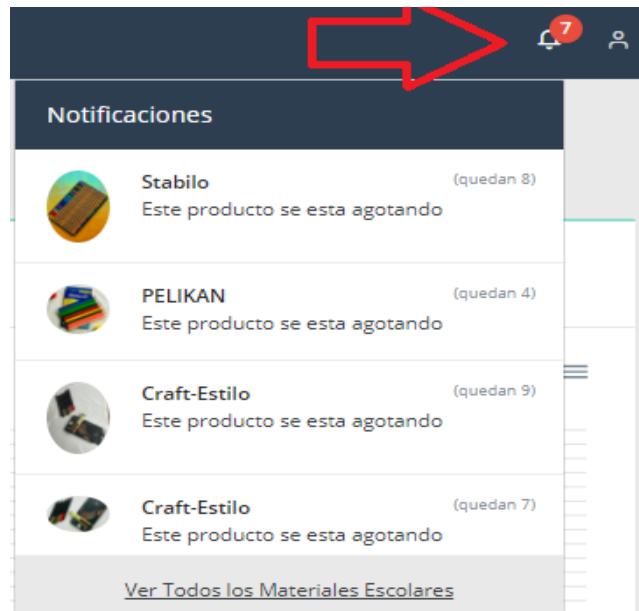 7
Notificaciones
Stabilo (quedan 8)
Este producto se esta agotando
PELIKAN (quedan 4)
Este producto se esta agotando
Craft-Estilo (quedan 9)
Este producto se esta agotando
Craft-Estilo (quedan 7)
Este producto se esta agotando
Ver Todos los Materiales Escolares